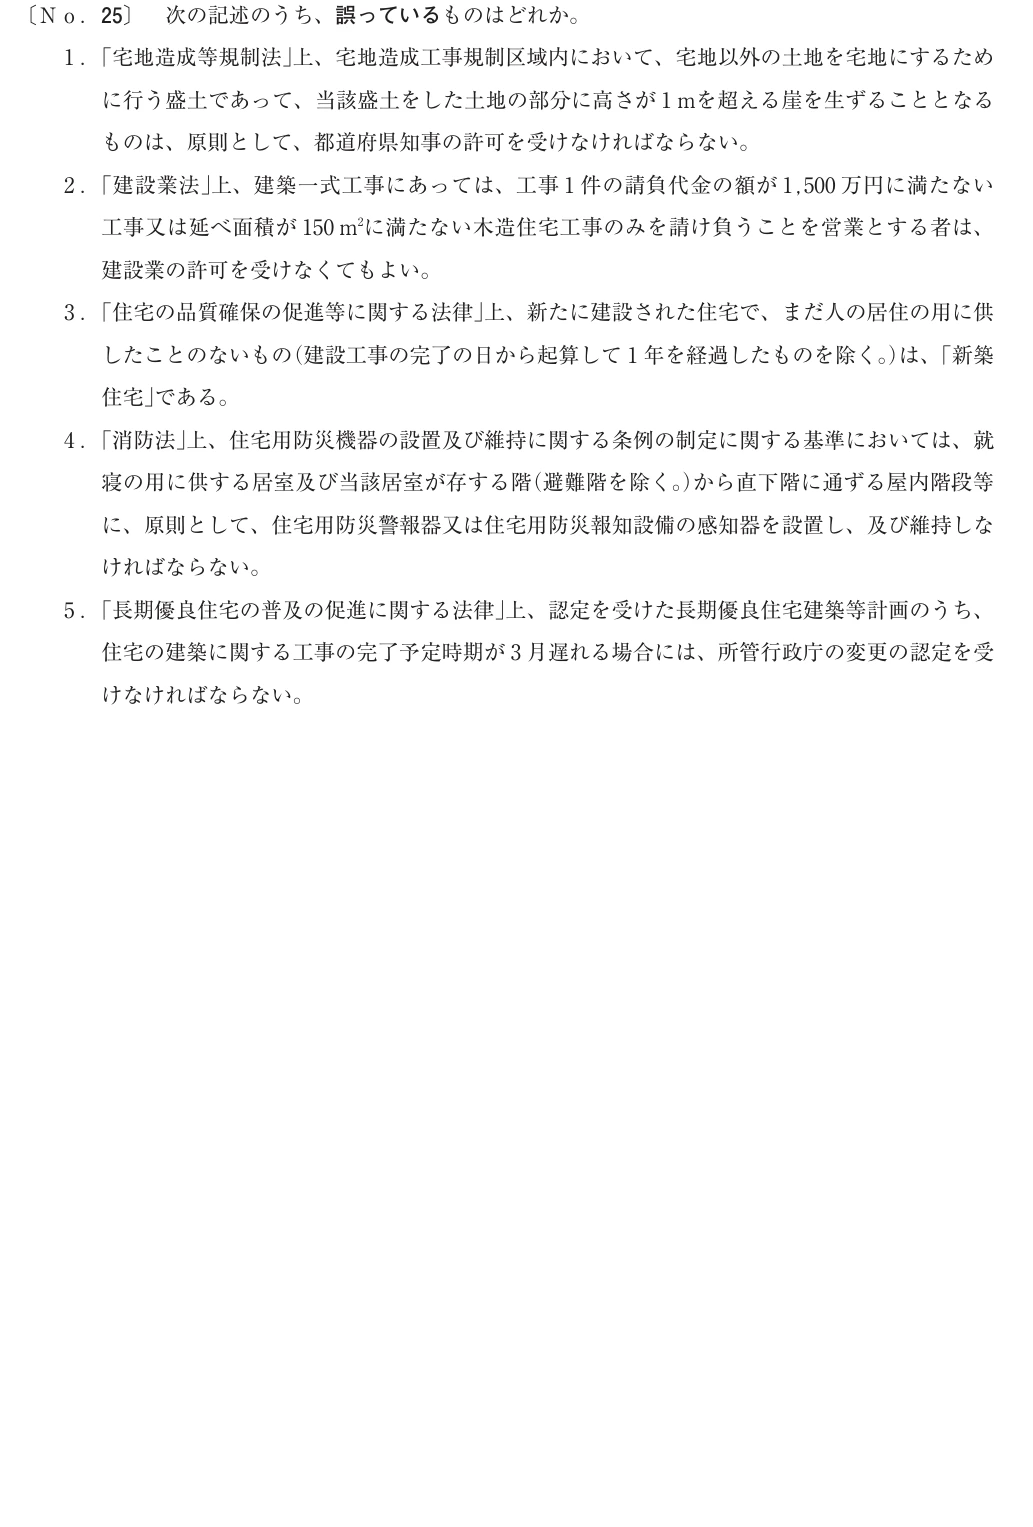 〔Ｎｏ．25〕　次の記述のうち、誤っているものはどれか。
1．「宅地造成等規制法」上、宅地造成工事規制区域内において、宅地以外の土地を宅地にするため
に行う盛土であって、当該盛土をした土地の部分に高さが1mを超える崖を生ずることとなる
ものは、原則として、都道府県知事の許可を受けなければならない。
2．「建設業法」上、建築一式工事にあっては、工事1件の請負代金の額が1,500万円に満たない
工事又は延べ面積が150m²に満たない木造住宅工事のみを請け負うことを営業とする者は、
建設業の許可を受けなくてもよい。
3．「住宅の品質確保の促進等に関する法律」上、新たに建設された住宅で、まだ人の居住の用に供
したことのないもの(建設工事の完了の日から起算して1年を経過したものを除く。)は、「新築
住宅」である。
4．「消防法」上、住宅用防災機器の設置及び維持に関する条例の制定に関する基準においては、就
寝の用に供する居室及び当該居室が存する階(避難階を除く。)から直下階に通ずる屋内階段等
に、原則として、住宅用防災警報器又は住宅用防災報知設備の感知器を設置し、及び維持しな
ければならない。
5．「長期優良住宅の普及の促進に関する法律」上、認定を受けた長期優良住宅建築等計画のうち、
住宅の建築に関する工事の完了予定時期が3月遅れる場合には、所管行政庁の変更の認定を受
けなければならない。